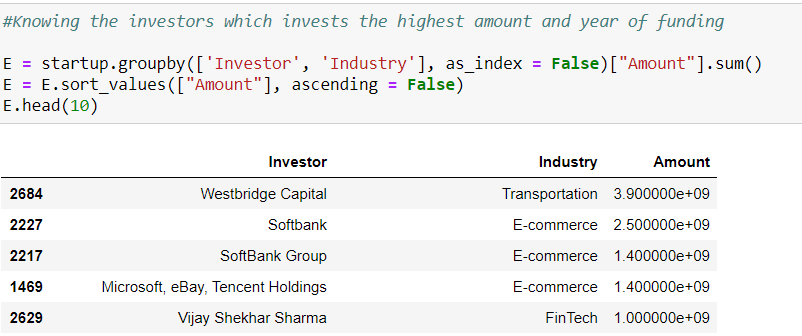 #Knowing the investors which invests the highest amount and year of funding
E = startup.groupby(['Investor', 'Industry'], as_index = False)["Amount"].sum()
E = E.sort_values(["Amount"], ascending = False)
E.head(10)
Investor Industry Amount
2684 Westbridge Capital Transportation 3.900000e+09
2227 Softbank E-commerce 2.500000e+09
2217 SoftBank Group E-commerce 1.400000e+09
1469 Microsoft, eBay, Tencent Holdings E-commerce 1.400000e+09
2629 Vijay Shekhar Sharma FinTech 1.000000e+09